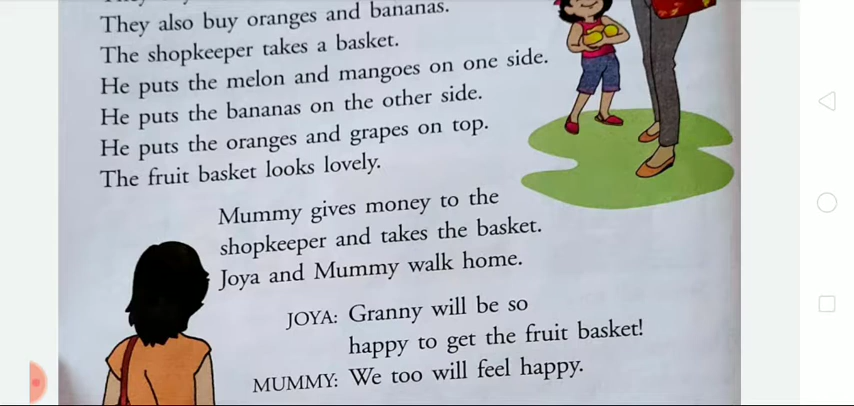 They also buy oranges and bananas.
The shopkeeper takes a basket.
He puts the melon and mangoes on one side.
He puts the bananas on the other side.
He puts the oranges and grapes on top.
The fruit basket looks lovely.
Mummy gives money to the
shopkeeper and takes the basket.
Joya and Mummy walk home.
JOYA: Granny will be so
happy to get the fruit basket!
MUMMY: We too will feel happy.